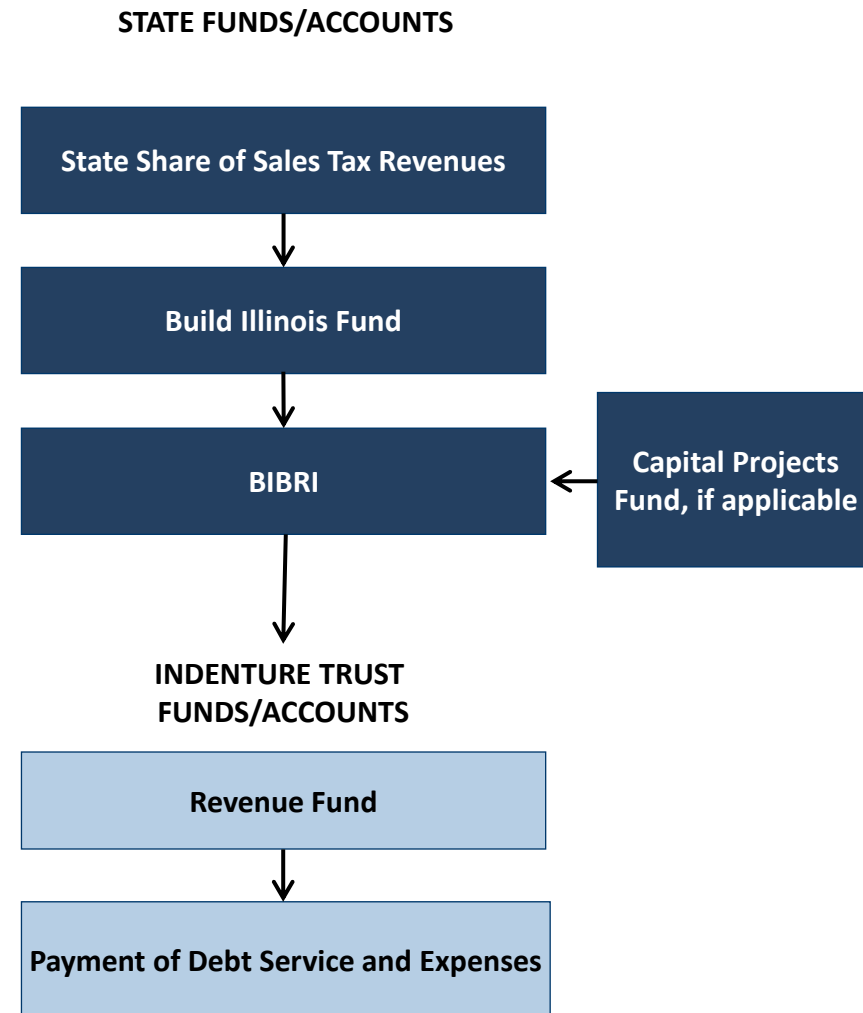 STATE FUNDS/ACCOUNTS
State Share of Sales Tax Revenues
Build Illinois Fund
BIBRI
Capital Projects
Fund, if applicable
INDENTURE TRUST
FUNDS/ACCOUNTS
Revenue Fund
Payment of Debt Service and Expenses